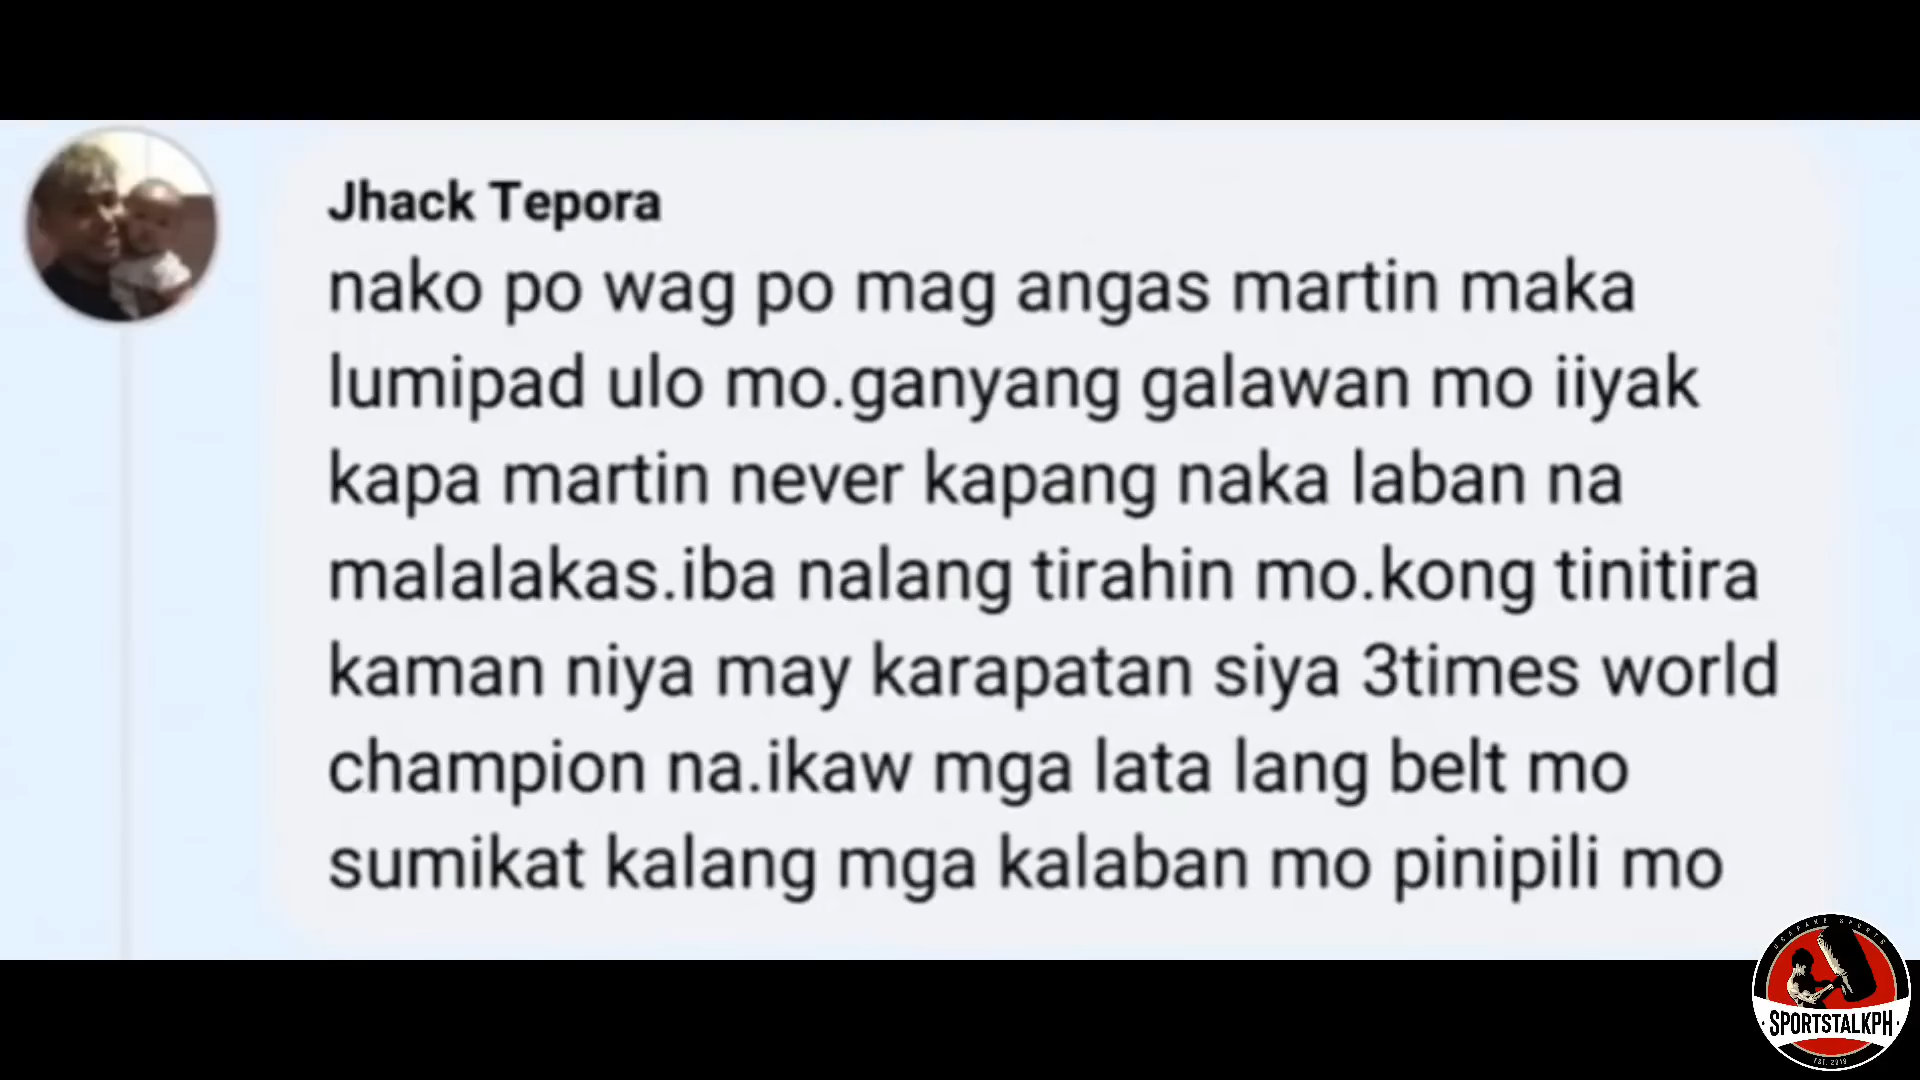 Jhack Tepora
nako po wag po mag angas martin maka
lumipad ulo mo.ganyang galawan mo iiyak
kapa martin never kapang naka laban na
malalakas.iba nalang tirahin mo.kong tinitira
kaman niya may karapatan siya 3times world
champion na.ikaw mga lata lang belt mo
sumikat kalang mga kalaban mo pinipili mo
SPORTSTALKPH